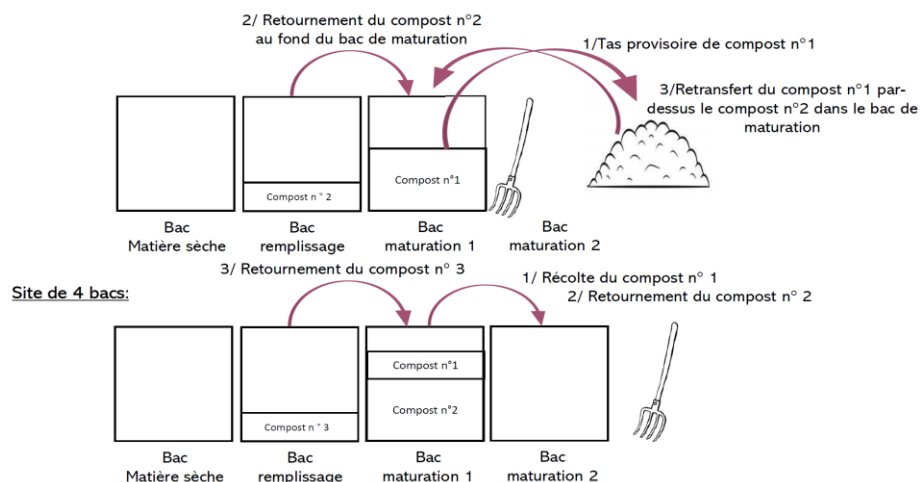 2/ Retournement du compost n°2
au fond du bac de maturation
1/Tas provisoire de compost n°1
3/Retransfert du compost n°1 par-
dessus le compost n°2 dans le bac de
maturation
Compost n°1
Compost n ° 2
Bac
Matière sèche
Bac
remplissage
Bac
maturation 1
Bac
maturation 2
Site de 4 bacs:
3/ Retournement du compost n° 3
1/ Récolte du compost n° 1
2/ Retournement du compost n° 2
Compost n°1
Compost n°2
Compost n ° 3
Bac
Matière sèche
Bac
remplissage
Bac
maturation 1
Bac
maturation 2